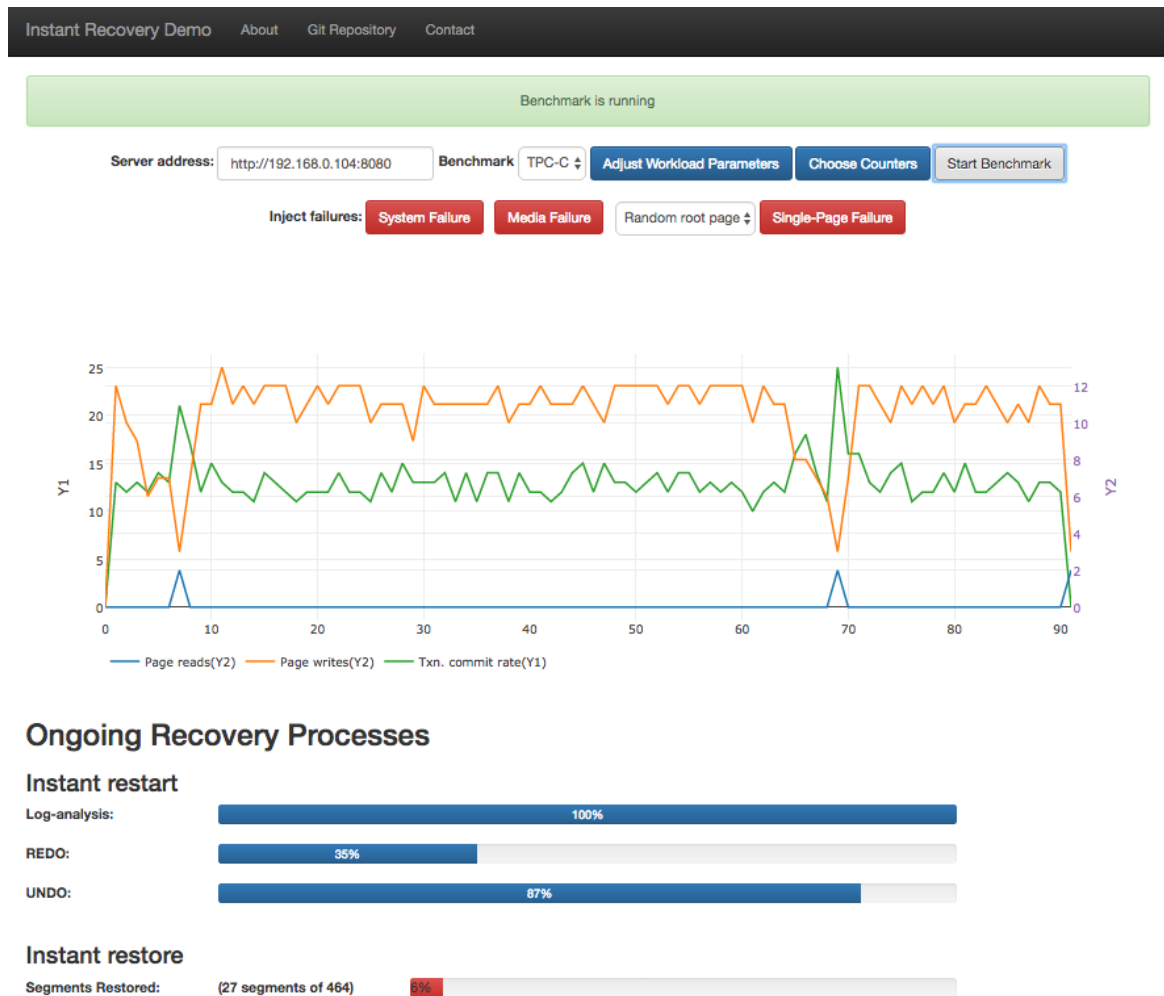 Instant Recovery Demo About Git Repository Contact
Benchmark is running
Server address: http://192.168.0.104:8080 Benchmark TPC-C Adjust Workload Parameters Choose Counters Start Benchmark
Inject failures: System Failure Media Failure Random root page Single-Page Failure
25
20
15
10
5
0
Y1
12
10
8
6
4
2
0
Y2
0 10 20 30 40 50 60 70 80 90
Page reads(Y2) Page writes(Y2) Txn. commit rate(Y1)
Ongoing Recovery Processes
Instant restart
Log-analysis: 100%
REDO: 35%
UNDO: 87%
Instant restore
Segments Restored: (27 segments of 464) 6%